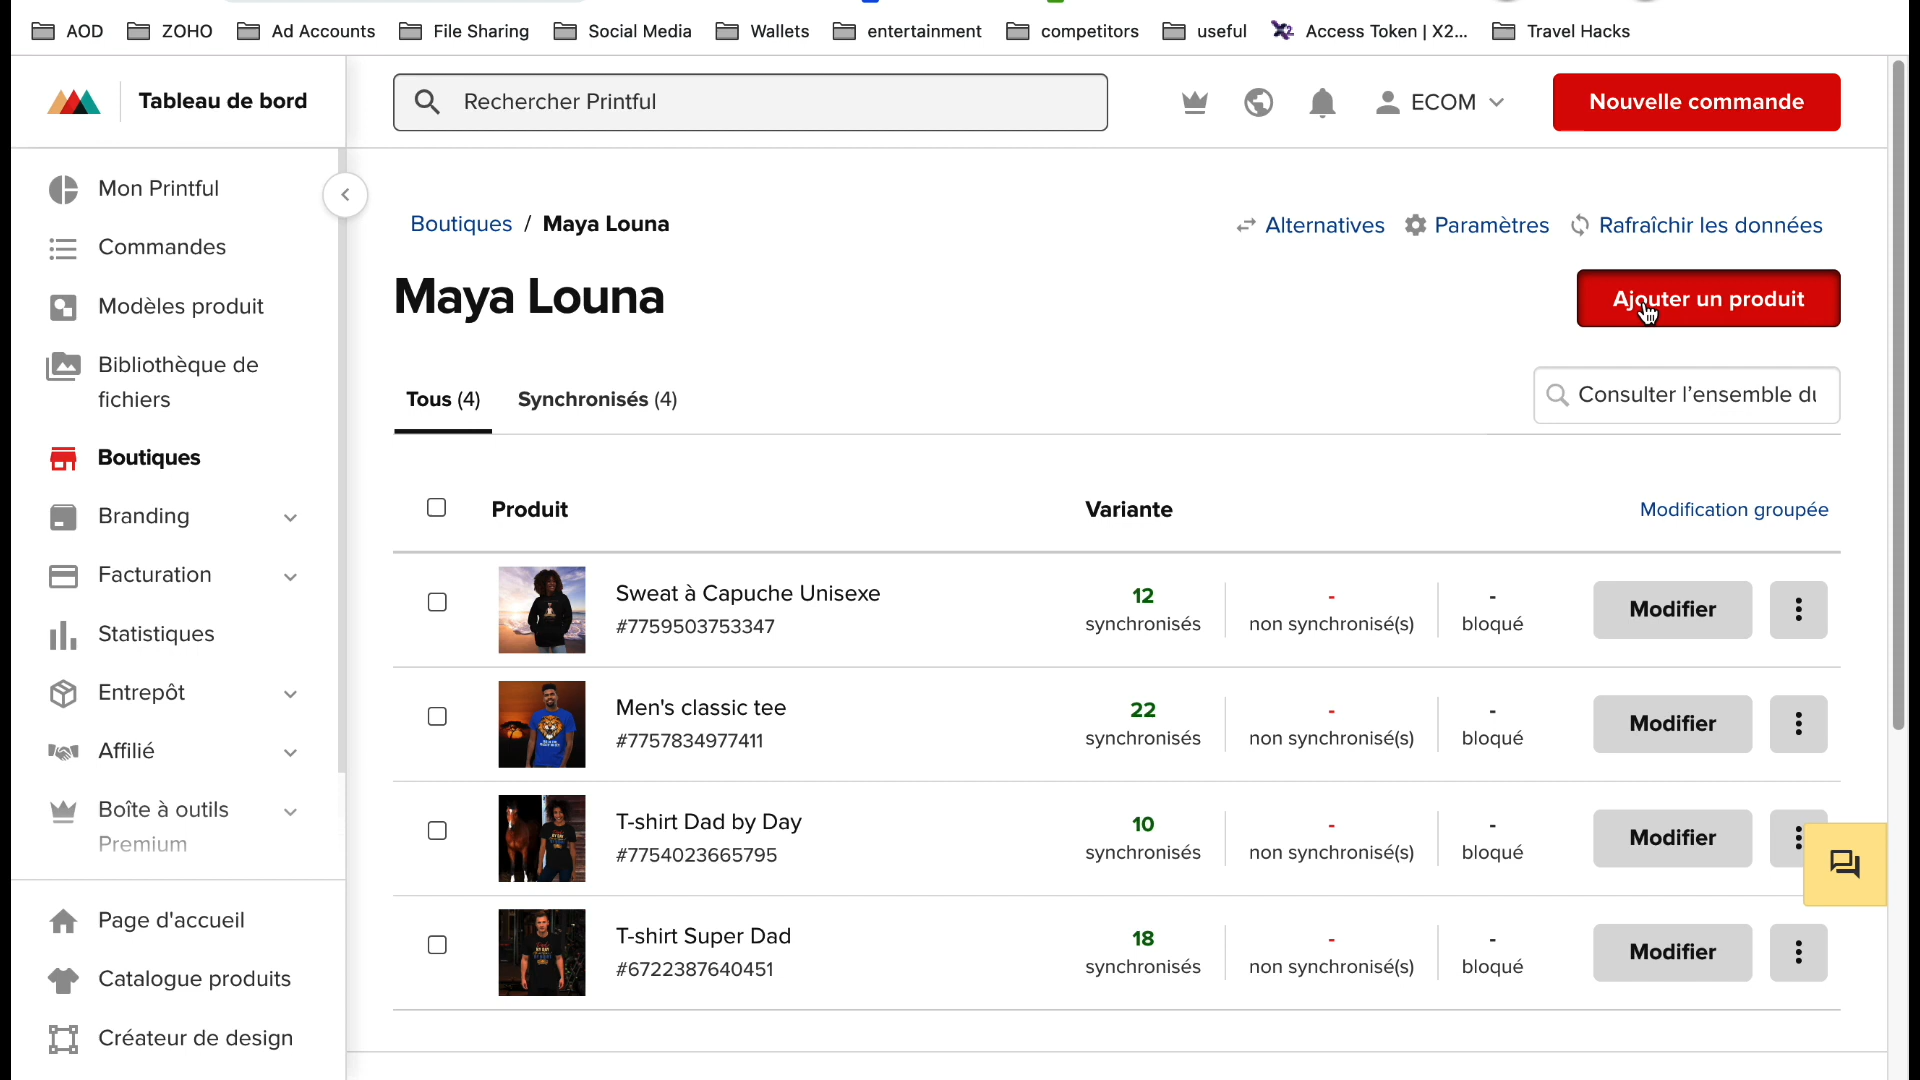 AOD ZOHO Ad Accounts File Sharing Social Media Wallets entertainment competitors useful Access Token | X2... Travel Hacks
Tableau de bord
Rechercher Printful
ECOM
Nouvelle commande
Mon Printful
Commandes
Modèles produit
Bibliothèque de
fichiers
Boutiques
Branding
Facturation
Statistiques
Entrepôt
Affilié
Boîte à outils
Premium
Page d'accueil
Catalogue produits
Créateur de design
Boutiques / Maya Louna
Alternatives Paramètres Rafraîchir les données
Maya Louna
Ajouter un produit
Tous (4) Synchronisés (4)
Consulter l'ensemble du
Produit Variante Modification groupée
Sweat à Capuche Unisexe
#7759503753347
12 - -
synchronisés non synchronisé(s) bloqué
Modifier
Men's classic tee
#7757834977411
22 - -
synchronisés non synchronisé(s) bloqué
Modifier
T-shirt Dad by Day
#7754023665795
10 - -
synchronisés non synchronisé(s) bloqué
Modifier
T-shirt Super Dad
#6722387640451
18 - -
synchronisés non synchronisé(s) bloqué
Modifier